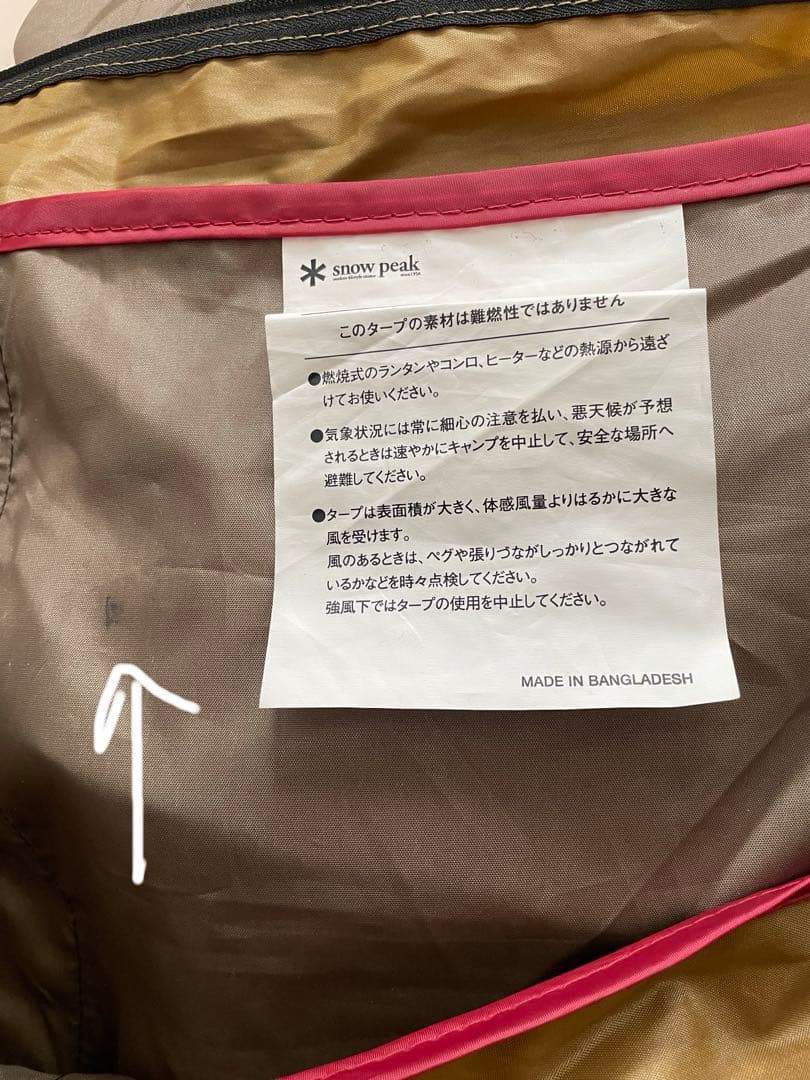 snow peak
このタープの素材は難燃性ではありません
●燃焼式のランタンやコンロ、ヒーターなどの熱源から遠ざ
けてお使いください。
●気象状況には常に細心の注意を払い、悪天候が予想
されるときは速やかにキャンプを中止して、安全な場所へ
避難してください。
●タープは表面積が大きく、体感風量よりはるかに大きな
風を受けます。
風のあるときは、ペグや張りづながしっかりとつながれて
いるかなどを時々点検してください。
強風下ではタープの使用を中止してください。
MADE IN BANGLADESH